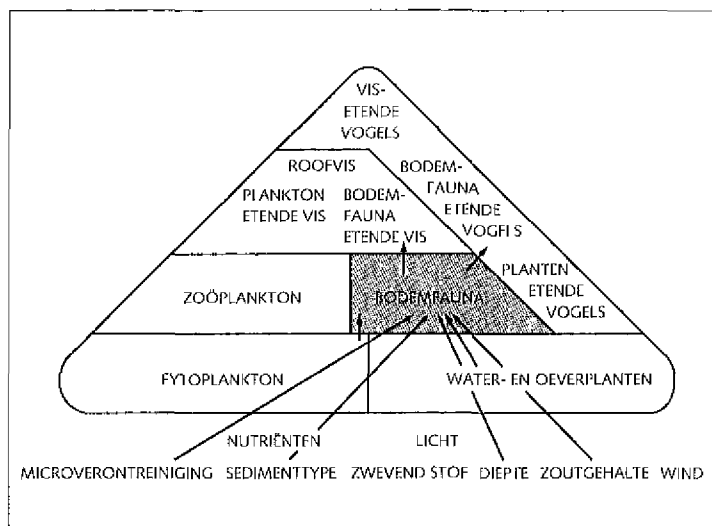 VIS-
ETENDE
VOGELS
ROOFVIS
BODEM-
FAUNA
ETENDE
VOGELS
PLANKTON
ETENDE VIS
BODEM-
FAUNA
ETENDE VIS
PLANTEN
ETENDE
VOGELS
ZOÖPLANKTON
BODEMFAUNA
FYTOPLANKTON
WATER- EN OEVERPLANTEN
NUTRIËNTEN LICHT
MICROVERONTREINIGING SEDIMENTTYPE ZWEVEND STOF DIEPTE ZOUTGEHALTE WIND